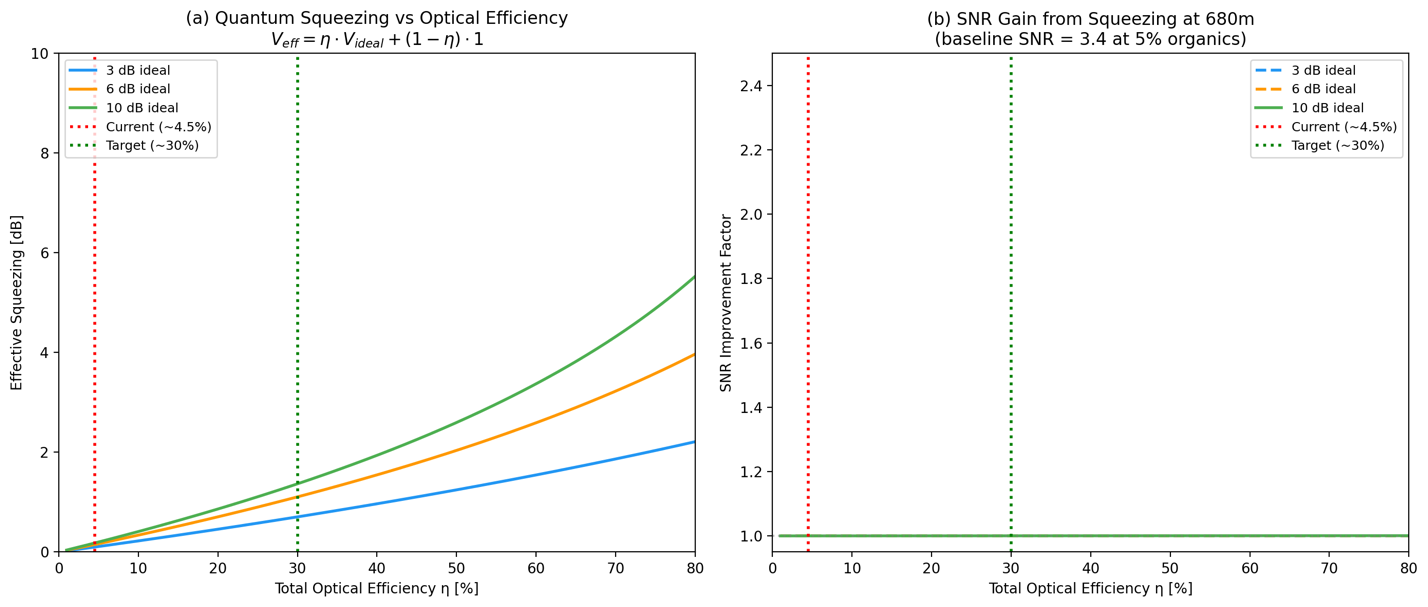 (a) Quantum Squeezing vs Optical Efficiency
V_eff = η · V_ideal + (1 − η) · 1
10
8
6
4
2
0
Effective Squeezing [dB]
3 dB ideal
6 dB ideal
10 dB ideal
Current (~4.5%)
Target (~30%)
0 10 20 30 40 50 60 70 80
Total Optical Efficiency η [%]
(b) SNR Gain from Squeezing at 680m
(baseline SNR = 3.4 at 5% organics)
2.4
2.2
2.0
1.8
1.6
1.4
1.2
1.0
SNR Improvement Factor
3 dB ideal
6 dB ideal
10 dB ideal
Current (~4.5%)
Target (~30%)
0 10 20 30 40 50 60 70 80
Total Optical Efficiency η [%]